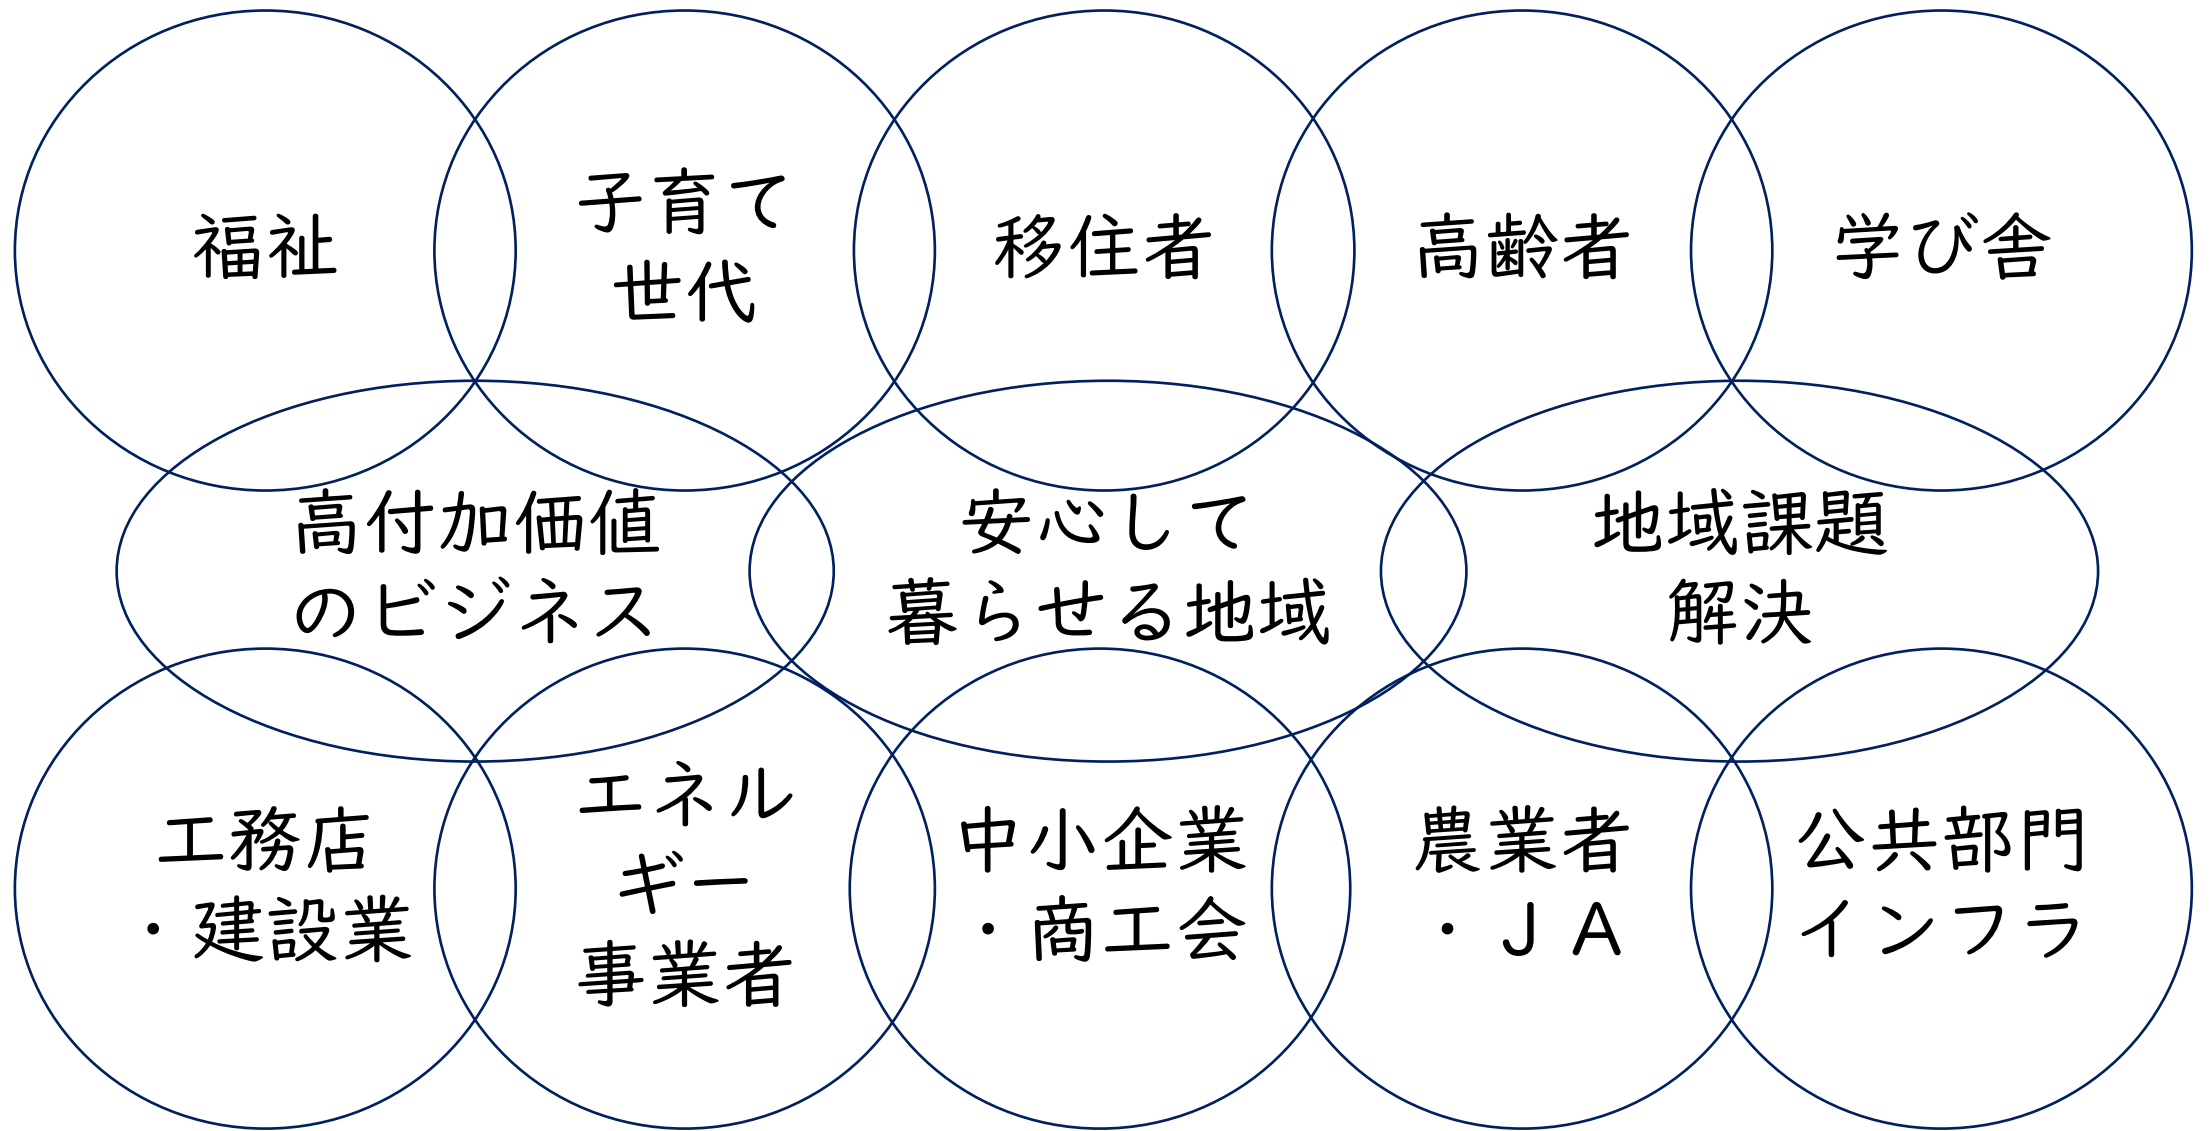 福祉
子育て
世代
移住者
高齢者
学び舎
高付加価値
のビジネス
安心して
暮らせる地域
地域課題
解決
工務店
・建設業
エネル
ギー
事業者
中小企業
・商工会
農業者
・ＪＡ
公共部門
インフラ